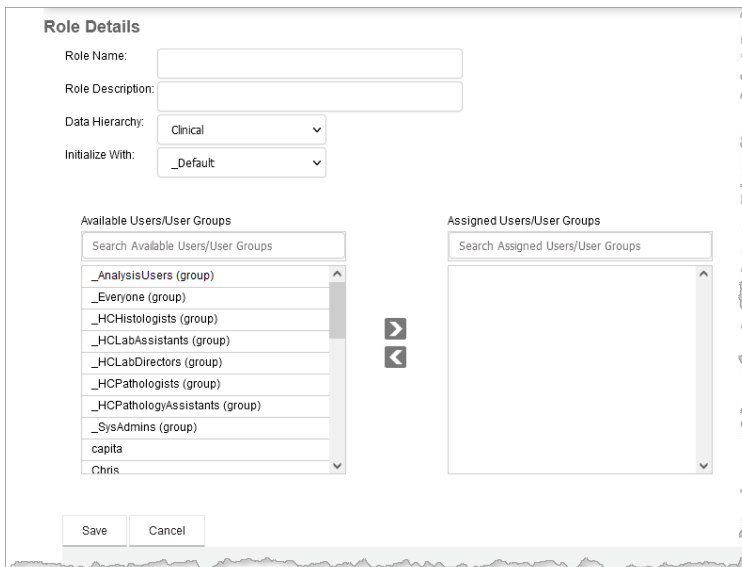 Role Details
Role Name:
Role Description:
Data Hierarchy:
Clinical
Initialize With:
_Default
Available Users/User Groups
Assigned Users/User Groups
Search Available Users/User Groups
Search Assigned Users/User Groups
_AnalysisUsers (group)
_Everyone (group)
_HCHistologists (group)
_HCLabAssistants (group)
_HCLabDirectors (group)
_HCPathologists (group)
_HCPathologyAssistants (group)
_SysAdmins (group)
capita
Chris
Save
Cancel